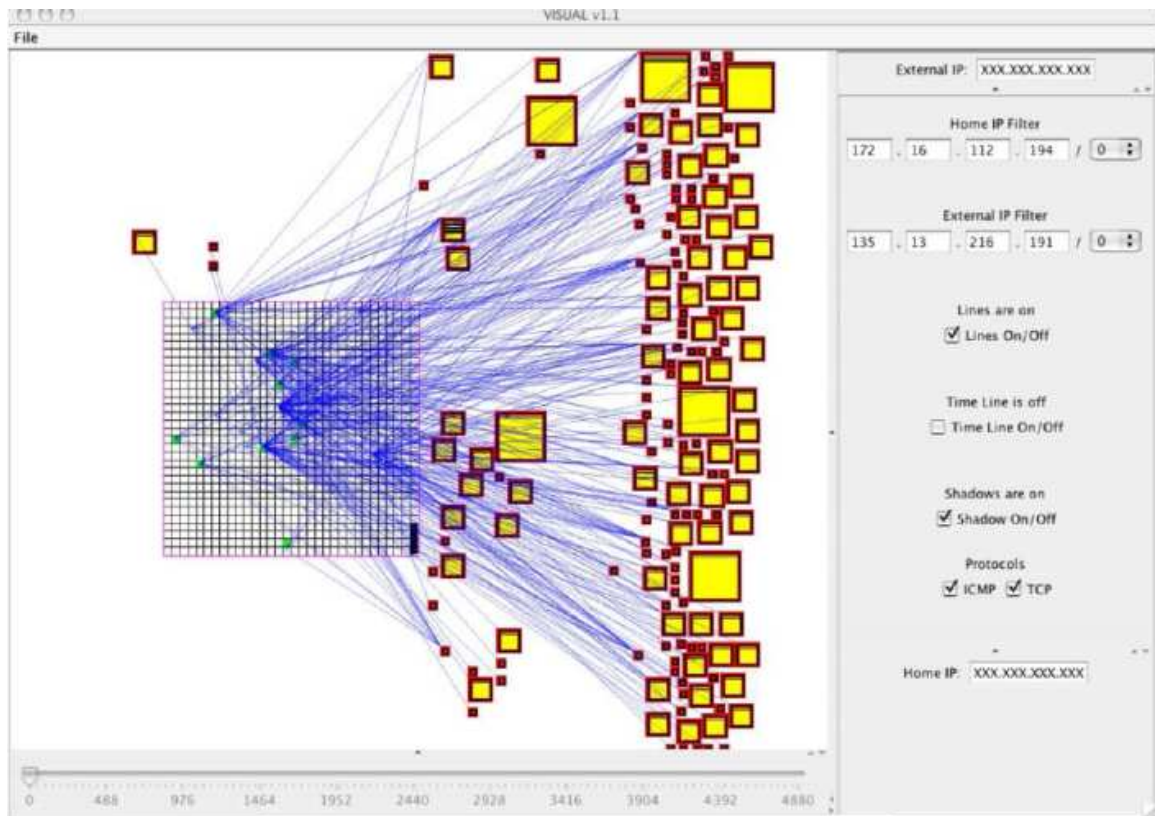 VISUAL v1.1
File
External IP: XXX.XXX.XXX.XXX
Home IP Filter
172 . 16 . 112 . 194 / 0
External IP Filter
135 . 13 . 216 . 191 / 0
Lines are on
Lines On/Off
Time Line is off
Time Line On/Off
Shadows are on
Shadow On/Off
Protocols
ICMP TCP
Home IP: XXX.XXX.XXX.XXX
0 488 976 1464 1952 2440 2928 3416 3904 4392 4880